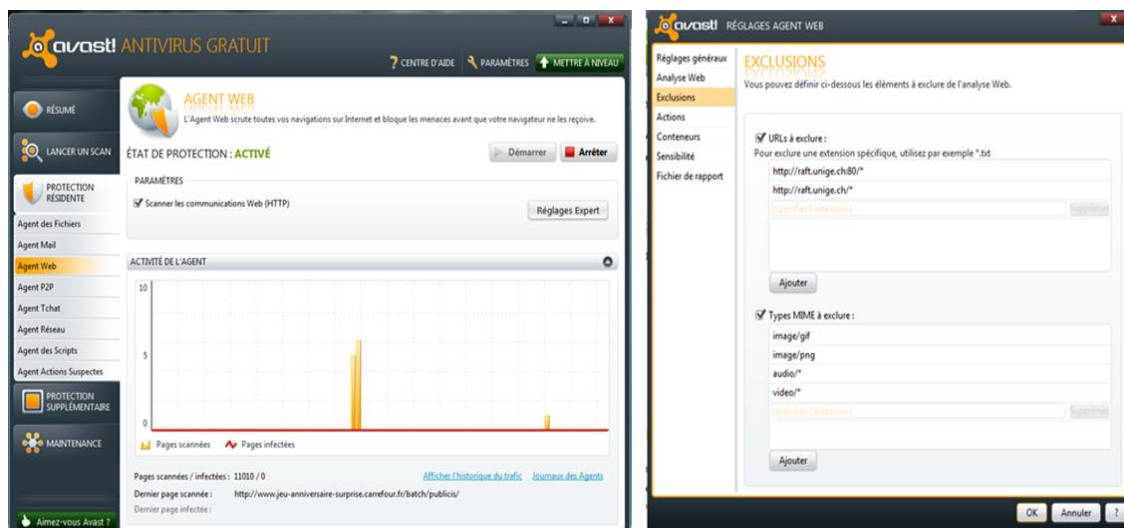 avast! ANTIVIRUS GRATUIT
? CENTRE D'AIDE PARAMÈTRES METTRE À NIVEAU
RÉSUMÉ
LANCER UN SCAN
PROTECTION RÉSIDENTE
Agent des Fichiers
Agent Mail
Agent Web
Agent P2P
Agent Tchat
Agent Réseau
Agent des Scripts
Agent Actions Suspectes
PROTECTION SUPPLÉMENTAIRE
MAINTENANCE
Aimez-vous Avast ?
AGENT WEB
L'Agent Web scrute toutes vos navigations sur Internet et bloque les menaces avant que votre navigateur ne les reçoive.
ÉTAT DE PROTECTION : ACTIVÉ
Démarrer Arrêter
PARAMÈTRES
Scanner les communications Web (HTTP)
Réglages Expert
ACTIVITÉ DE L'AGENT
10
5
0
Pages scannées Pages infectées
Pages scannées / infectées : 11010 / 0
Afficher l'historique du trafic Journaux des Agents
Dernier page scannée : http://www.jeu-anniversaire-surprise.carrefour.fr/batch/publicis/
Dernier page infectée :
avast! RÉGLAGES AGENT WEB
Réglages généraux
Analyse Web
Exclusions
Actions
Conteneurs
Sensibilité
Fichier de rapport
EXCLUSIONS
Vous pouvez définir ci-dessous les éléments à exclure de l'analyse Web.
URLs à exclure :
Pour exclure une extension spécifique, utilisez par exemple *.txt
http://raft.unige.ch:80/*
http://raft.unige.ch/*
Supprimer
Ajouter
Types MIME à exclure :
image/gif
image/png
audio/*
video/*
Supprimer
Ajouter
OK Annuler ?